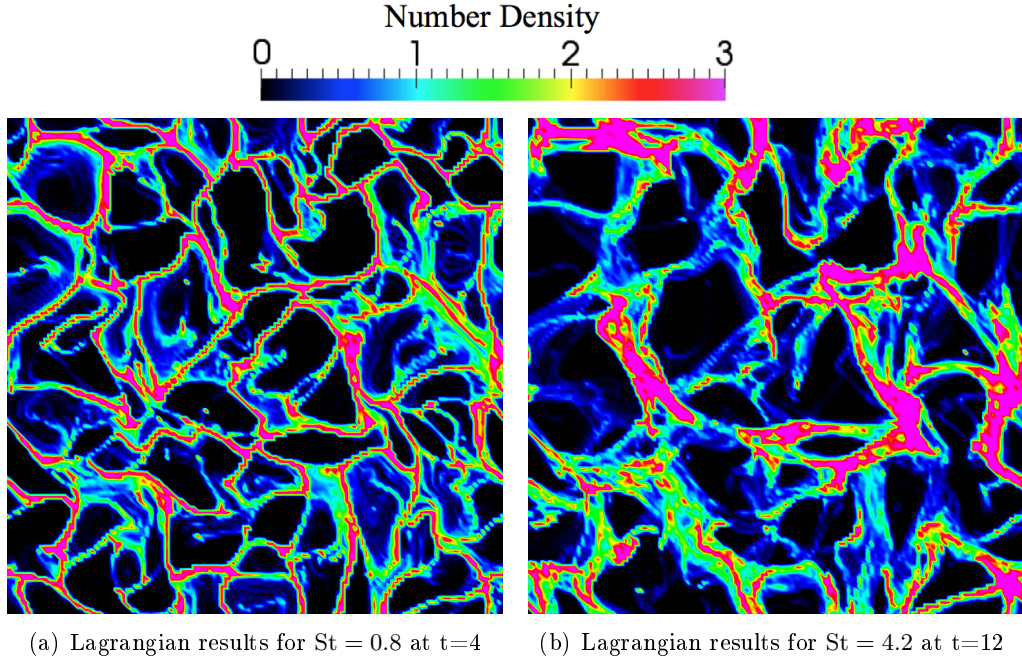 Number Density
0 1 2 3
(a) Lagrangian results for St = 0.8 at t=4
(b) Lagrangian results for St = 4.2 at t=12